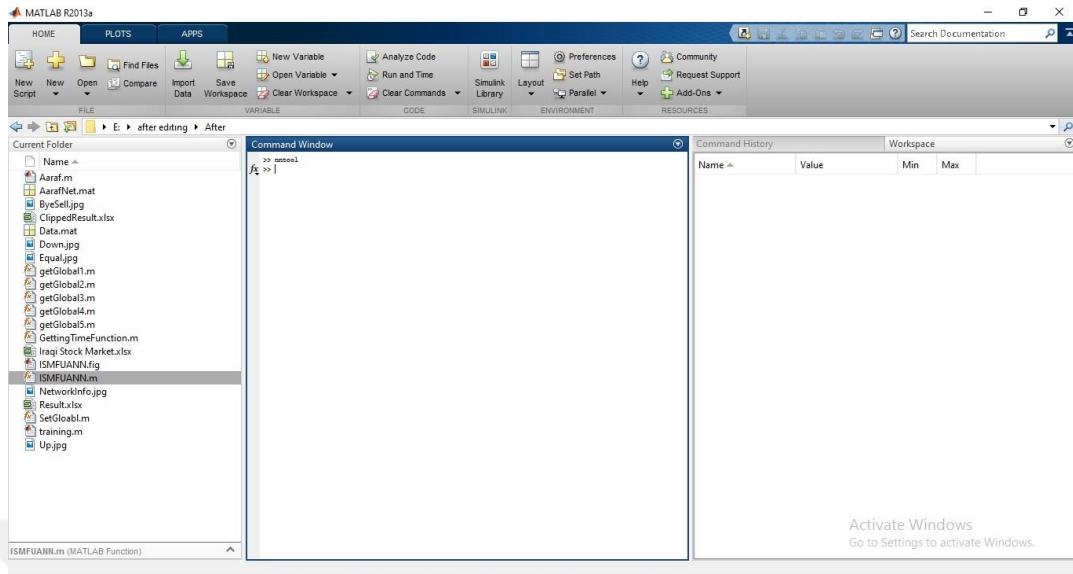 MATLAB R2013a
HOME PLOTS APPS Search Documentation
New Script New Open Find Files Compare Import Data Save Workspace New Variable Open Variable Clear Workspace Analyze Code Run and Time Clear Commands Simulink Library Layout Preferences Set Path Parallel Help Community Request Support Add-Ons
FILE VARIABLE CODE SIMULINK ENVIRONMENT RESOURCES
E: after editing After
Current Folder
Name
Aaraf.m
AarafNet.mat
ByeSell.jpg
ClippedResult.xlsx
Data.mat
Down.jpg
Equal.jpg
getGlobal1.m
getGlobal2.m
getGlobal3.m
getGlobal4.m
getGlobal5.m
GettingTimeFunction.m
Iraqi Stock Market.xlsx
ISMFUANN.fig
ISMFUANN.m
NetworkInfo.jpg
Result.xlsx
SetGloabl.m
training.m
Up.jpg
ISMFUANN.m (MATLAB Function)
Command Window
>> nntool
fx >>
Command History Workspace
Name Value Min Max
Activate Windows
Go to Settings to activate Windows.